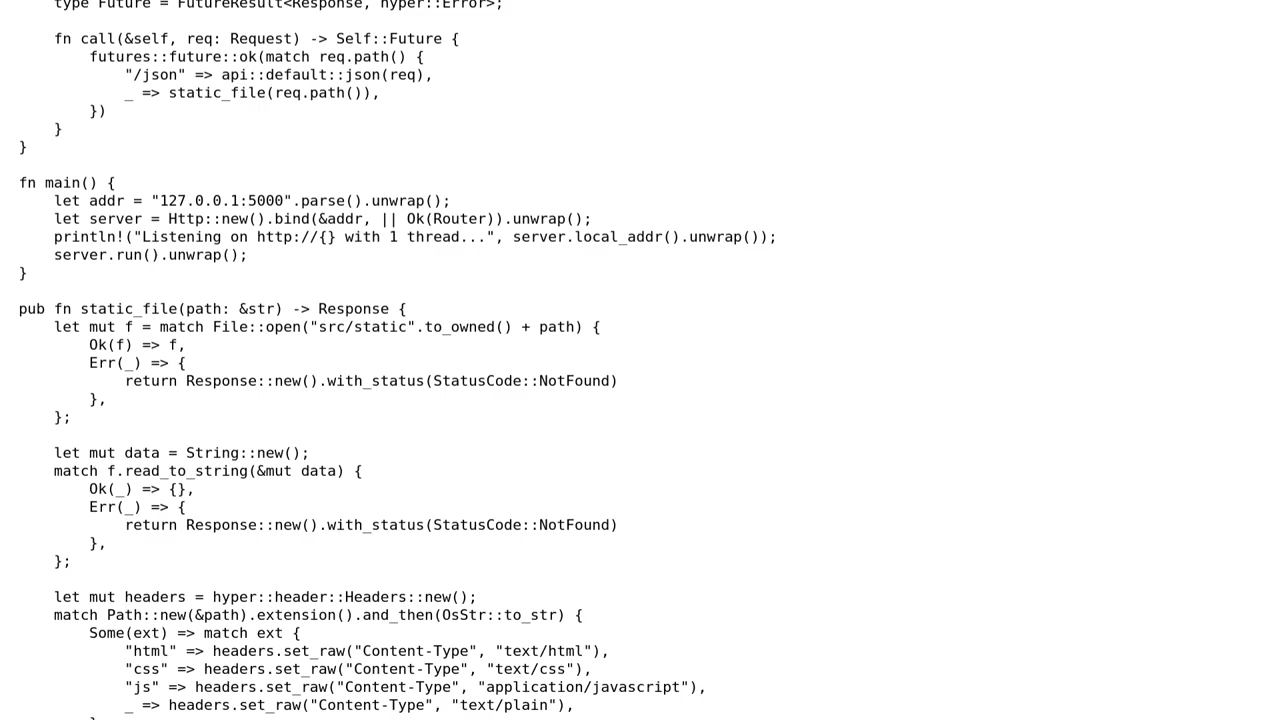 type Future = FutureResult<Response, hyper::Error>;

    fn call(&self, req: Request) -> Self::Future {
        futures::future::ok(match req.path() {
            "/json" => api::default::json(req),
            _ => static_file(req.path()),
        })
    }
}

fn main() {
    let addr = "127.0.0.1:5000".parse().unwrap();
    let server = Http::new().bind(&addr, || Ok(Router)).unwrap();
    println!("Listening on http://{} with 1 thread...", server.local_addr().unwrap());
    server.run().unwrap();
}

pub fn static_file(path: &str) -> Response {
    let mut f = match File::open("src/static".to_owned() + path) {
        Ok(f) => f,
        Err(_) => {
            return Response::new().with_status(StatusCode::NotFound)
        },
    };

    let mut data = String::new();
    match f.read_to_string(&mut data) {
        Ok(_) => {},
        Err(_) => {
            return Response::new().with_status(StatusCode::NotFound)
        },
    };

    let mut headers = hyper::header::Headers::new();
    match Path::new(&path).extension().and_then(OsStr::to_str) {
        Some(ext) => match ext {
            "html" => headers.set_raw("Content-Type", "text/html"),
            "css" => headers.set_raw("Content-Type", "text/css"),
            "js" => headers.set_raw("Content-Type", "application/javascript"),
            _ => headers.set_raw("Content-Type", "text/plain"),